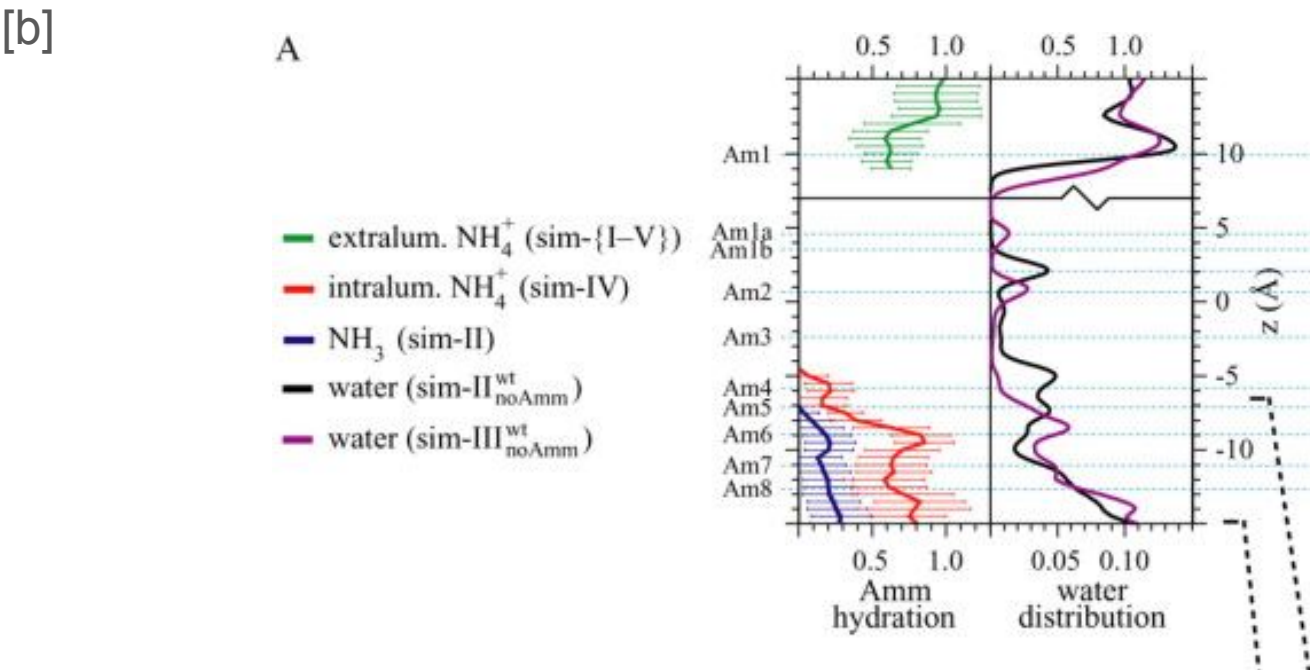 [b]
A
extralum. NH₄⁺ (sim-{I–V})
intralum. NH₄⁺ (sim-IV)
NH₃ (sim-II)
water (sim-IIʷᵗnoAmm)
water (sim-IIIʷᵗnoAmm)
0.5 1.0 0.5 1.0
Am1 10
Am1a 5
Am1b
Am2 0
Am3
-5
Am4
Am5
Am6
-10
Am7
Am8
z (Å)
0.5 1.0 0.05 0.10
Amm water
hydration distribution